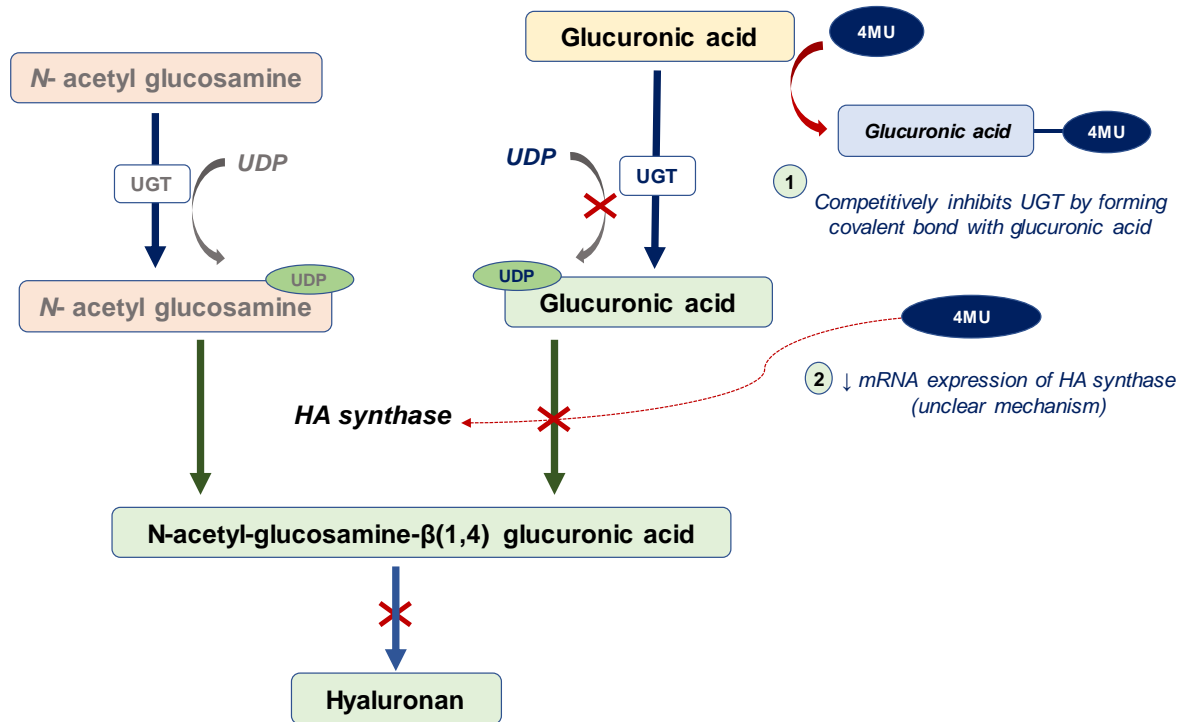 Glucuronic acid
4MU
N- acetyl glucosamine
Glucuronic acid
4MU
UDP
UDP
UGT
UGT
1
Competitively inhibits UGT by forming
covalent bond with glucuronic acid
UDP
UDP
N- acetyl glucosamine
Glucuronic acid
4MU
2
↓ mRNA expression of HA synthase
(unclear mechanism)
HA synthase
N-acetyl-glucosamine-β(1,4) glucuronic acid
Hyaluronan